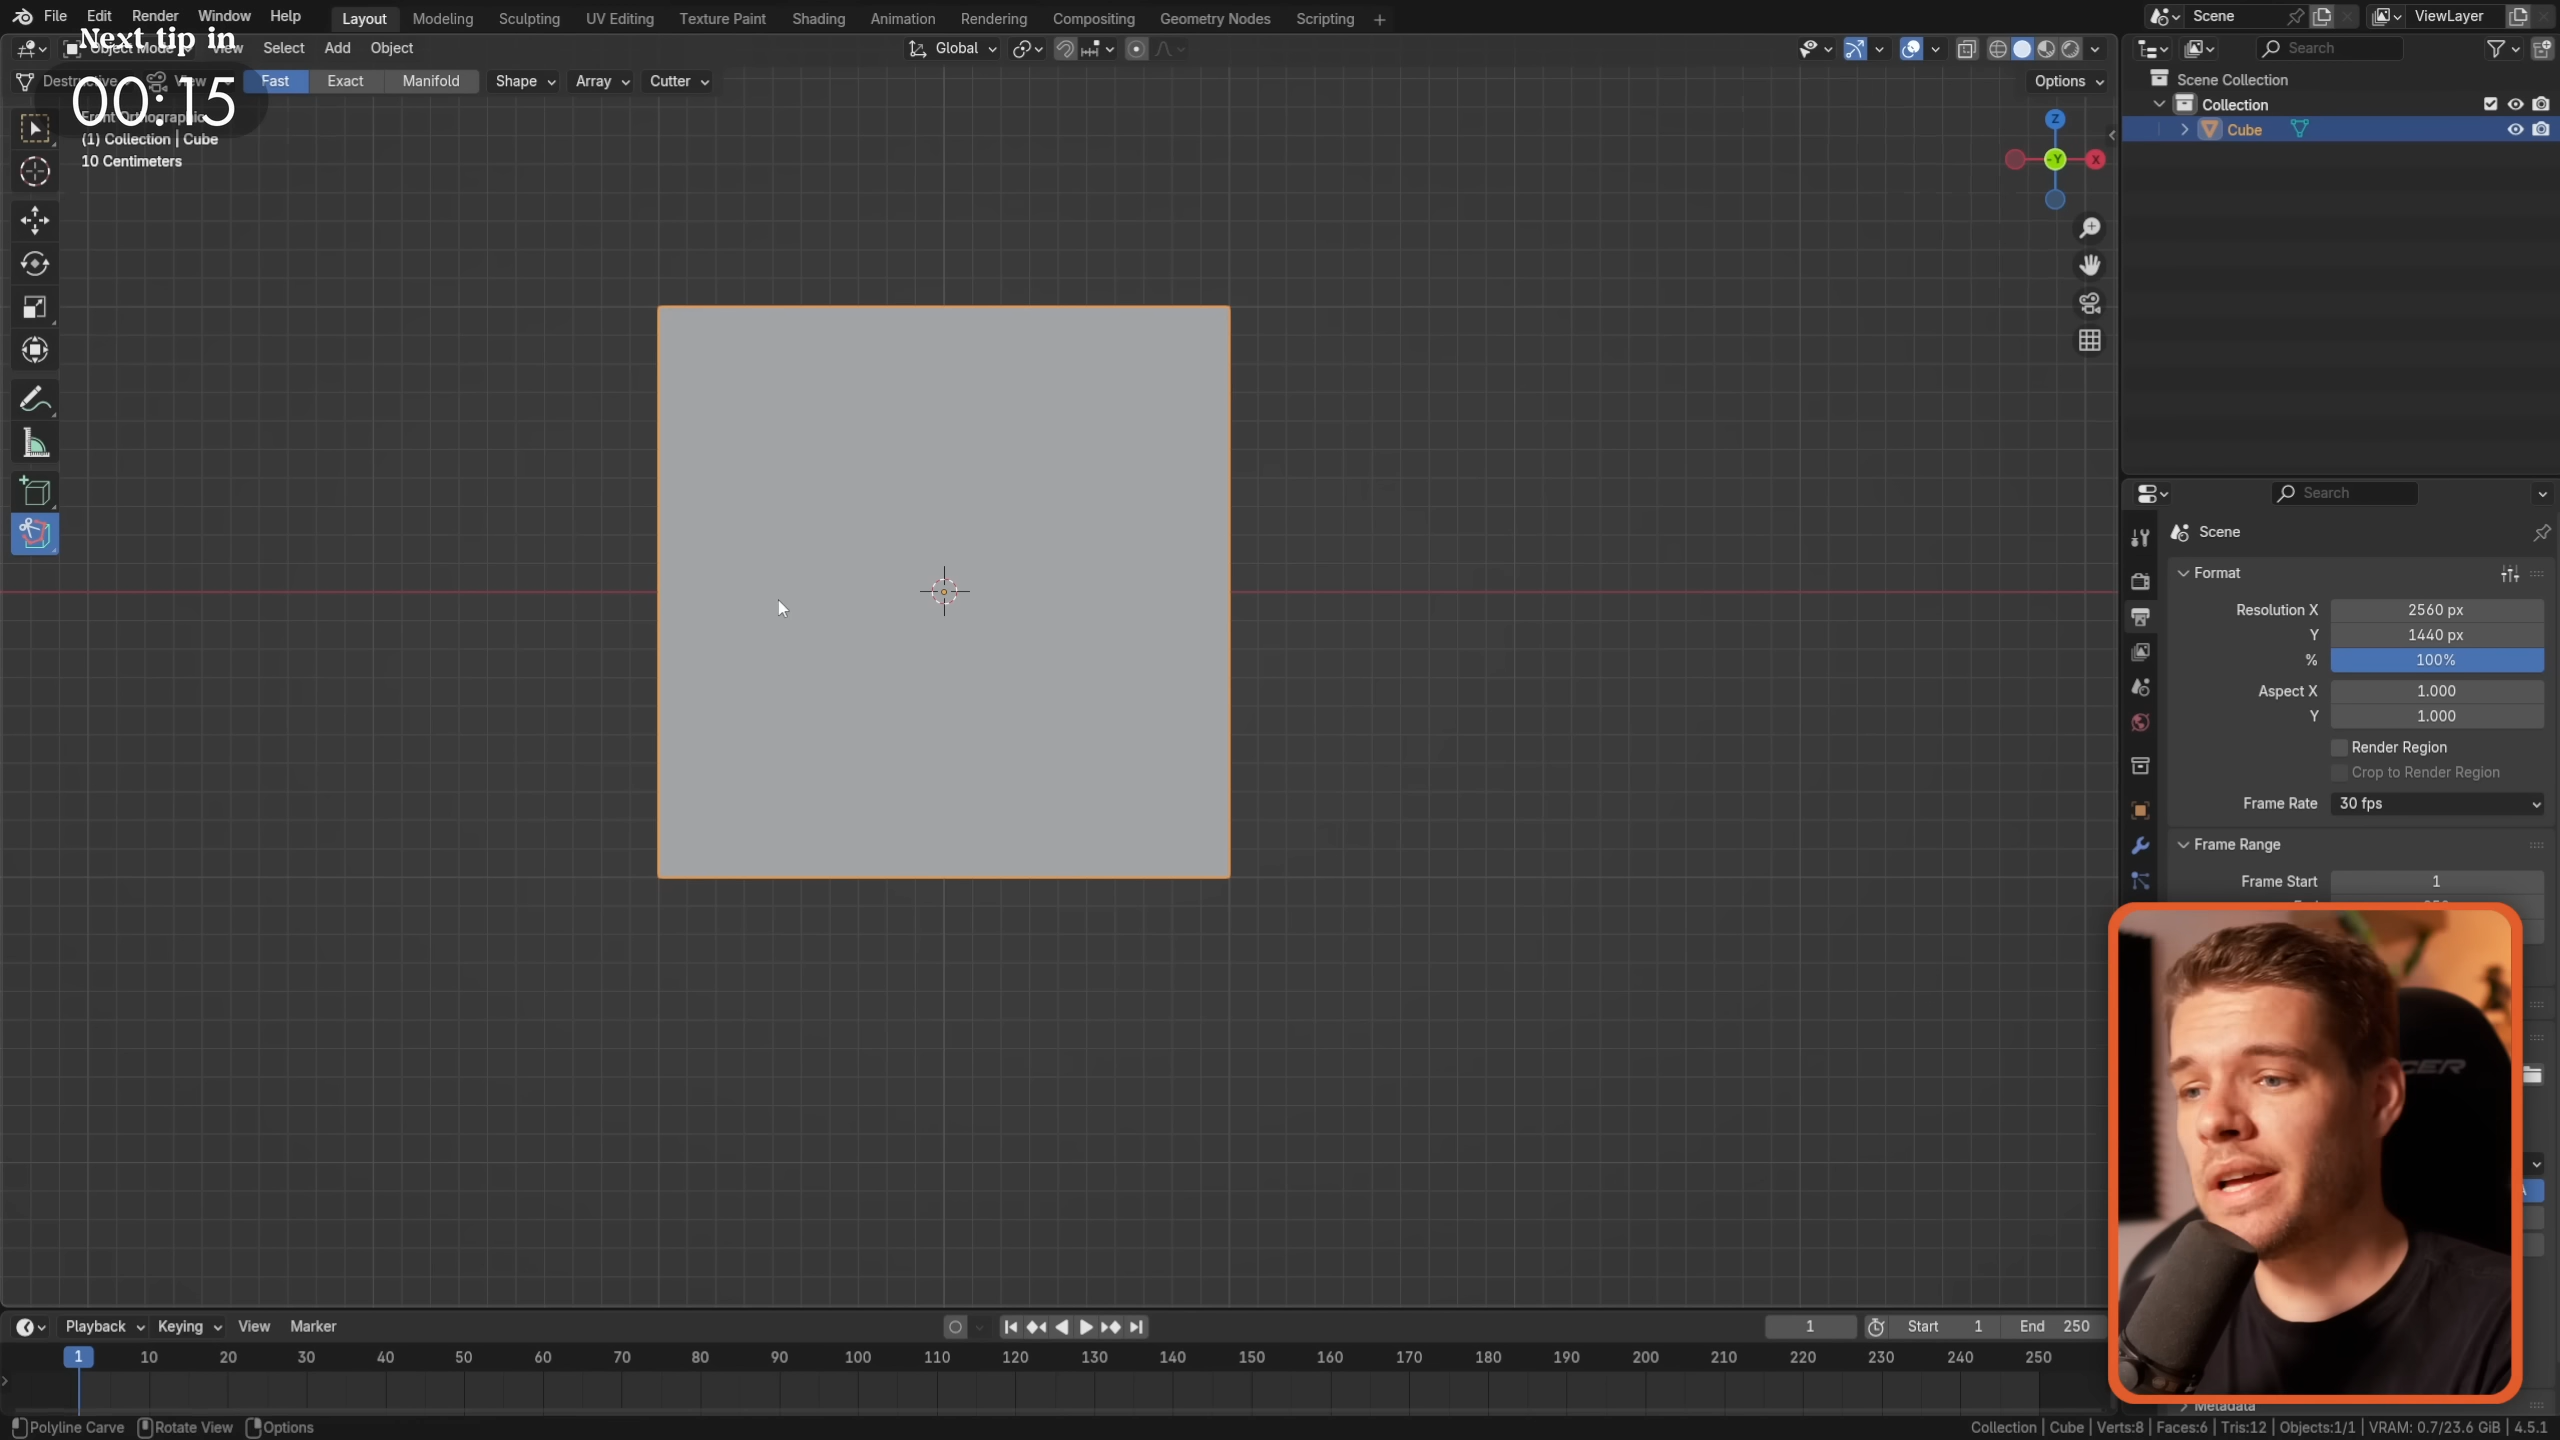 File Edit Render Window Help Layout Modeling Sculpting UV Editing Texture Paint Shading Animation Rendering Compositing Geometry Nodes Scripting Scene ViewLayer
Next tip in
Object Mode View Select Add Object Global
Search
00:15
Destructive View Fast Exact Manifold Shape Array Cutter Options
Front Orthographic
(1) Collection | Cube
10 Centimeters
Scene Collection
Collection
Cube
Z
-Y X
Search
Scene
Format
Resolution X 2560 px
Y 1440 px
% 100%
Aspect X 1.000
Y 1.000
Render Region
Crop to Render Region
Frame Rate 30 fps
Frame Range
Frame Start 1
Playback Keying View Marker 1 Start 1 End 250
1 10 20 30 40 50 60 70 80 90 100 110 120 130 140 150 160 170 180 190 200 210 220 230 240 250
Metadata
Polyline Carve Rotate View Options
Collection | Cube | Verts:8 | Faces:6 | Tris:12 | Objects:1/1 | VRAM: 0.7/23.6 GiB | 4.5.1